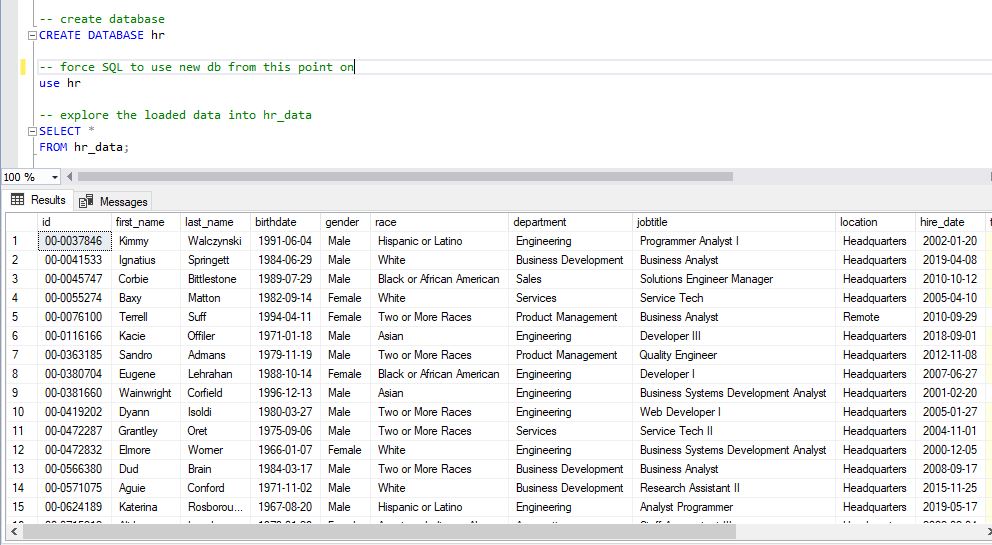 -- create database
CREATE DATABASE hr
-- force SQL to use new db from this point on
use hr
-- explore the loaded data into hr_data
SELECT *
FROM hr_data;
100 %
Results Messages
id first_name last_name birthdate gender race department jobtitle location hire_date
1 00-0037846 Kimmy Walczynski 1991-06-04 Male Hispanic or Latino Engineering Programmer Analyst I Headquarters 2002-01-20
2 00-0041533 Ignatius Springett 1984-06-29 Male White Business Development Business Analyst Headquarters 2019-04-08
3 00-0045747 Corbie Bittlestone 1989-07-29 Male Black or African American Sales Solutions Engineer Manager Headquarters 2010-10-12
4 00-0055274 Baxy Matton 1982-09-14 Female White Services Service Tech Headquarters 2005-04-10
5 00-0076100 Terrell Suff 1994-04-11 Female Two or More Races Product Management Business Analyst Remote 2010-09-29
6 00-0116166 Kacie Offiler 1971-01-18 Male Asian Engineering Developer III Headquarters 2018-09-01
7 00-0363185 Sandro Admans 1979-11-19 Male Two or More Races Product Management Quality Engineer Headquarters 2012-11-08
8 00-0380704 Eugene Lehrahan 1988-10-14 Female Black or African American Engineering Developer I Headquarters 2007-06-27
9 00-0381660 Wainwright Corfield 1996-12-13 Male Asian Engineering Business Systems Development Analyst Headquarters 2001-02-20
10 00-0419202 Dyann Isoldi 1980-03-27 Male Two or More Races Engineering Web Developer I Headquarters 2005-01-27
11 00-0472287 Grantley Oret 1975-09-06 Male Two or More Races Services Service Tech II Headquarters 2004-11-01
12 00-0472832 Elmore Worner 1966-01-07 Female White Engineering Business Systems Development Analyst Headquarters 2000-12-05
13 00-0566380 Dud Brain 1984-03-17 Male Two or More Races Business Development Business Analyst Headquarters 2008-09-17
14 00-0571075 Aguie Conford 1971-11-02 Male White Business Development Research Assistant II Headquarters 2015-11-25
15 00-0624189 Katerina Rosborou... 1967-08-20 Male Hispanic or Latino Engineering Analyst Programmer Headquarters 2019-05-17